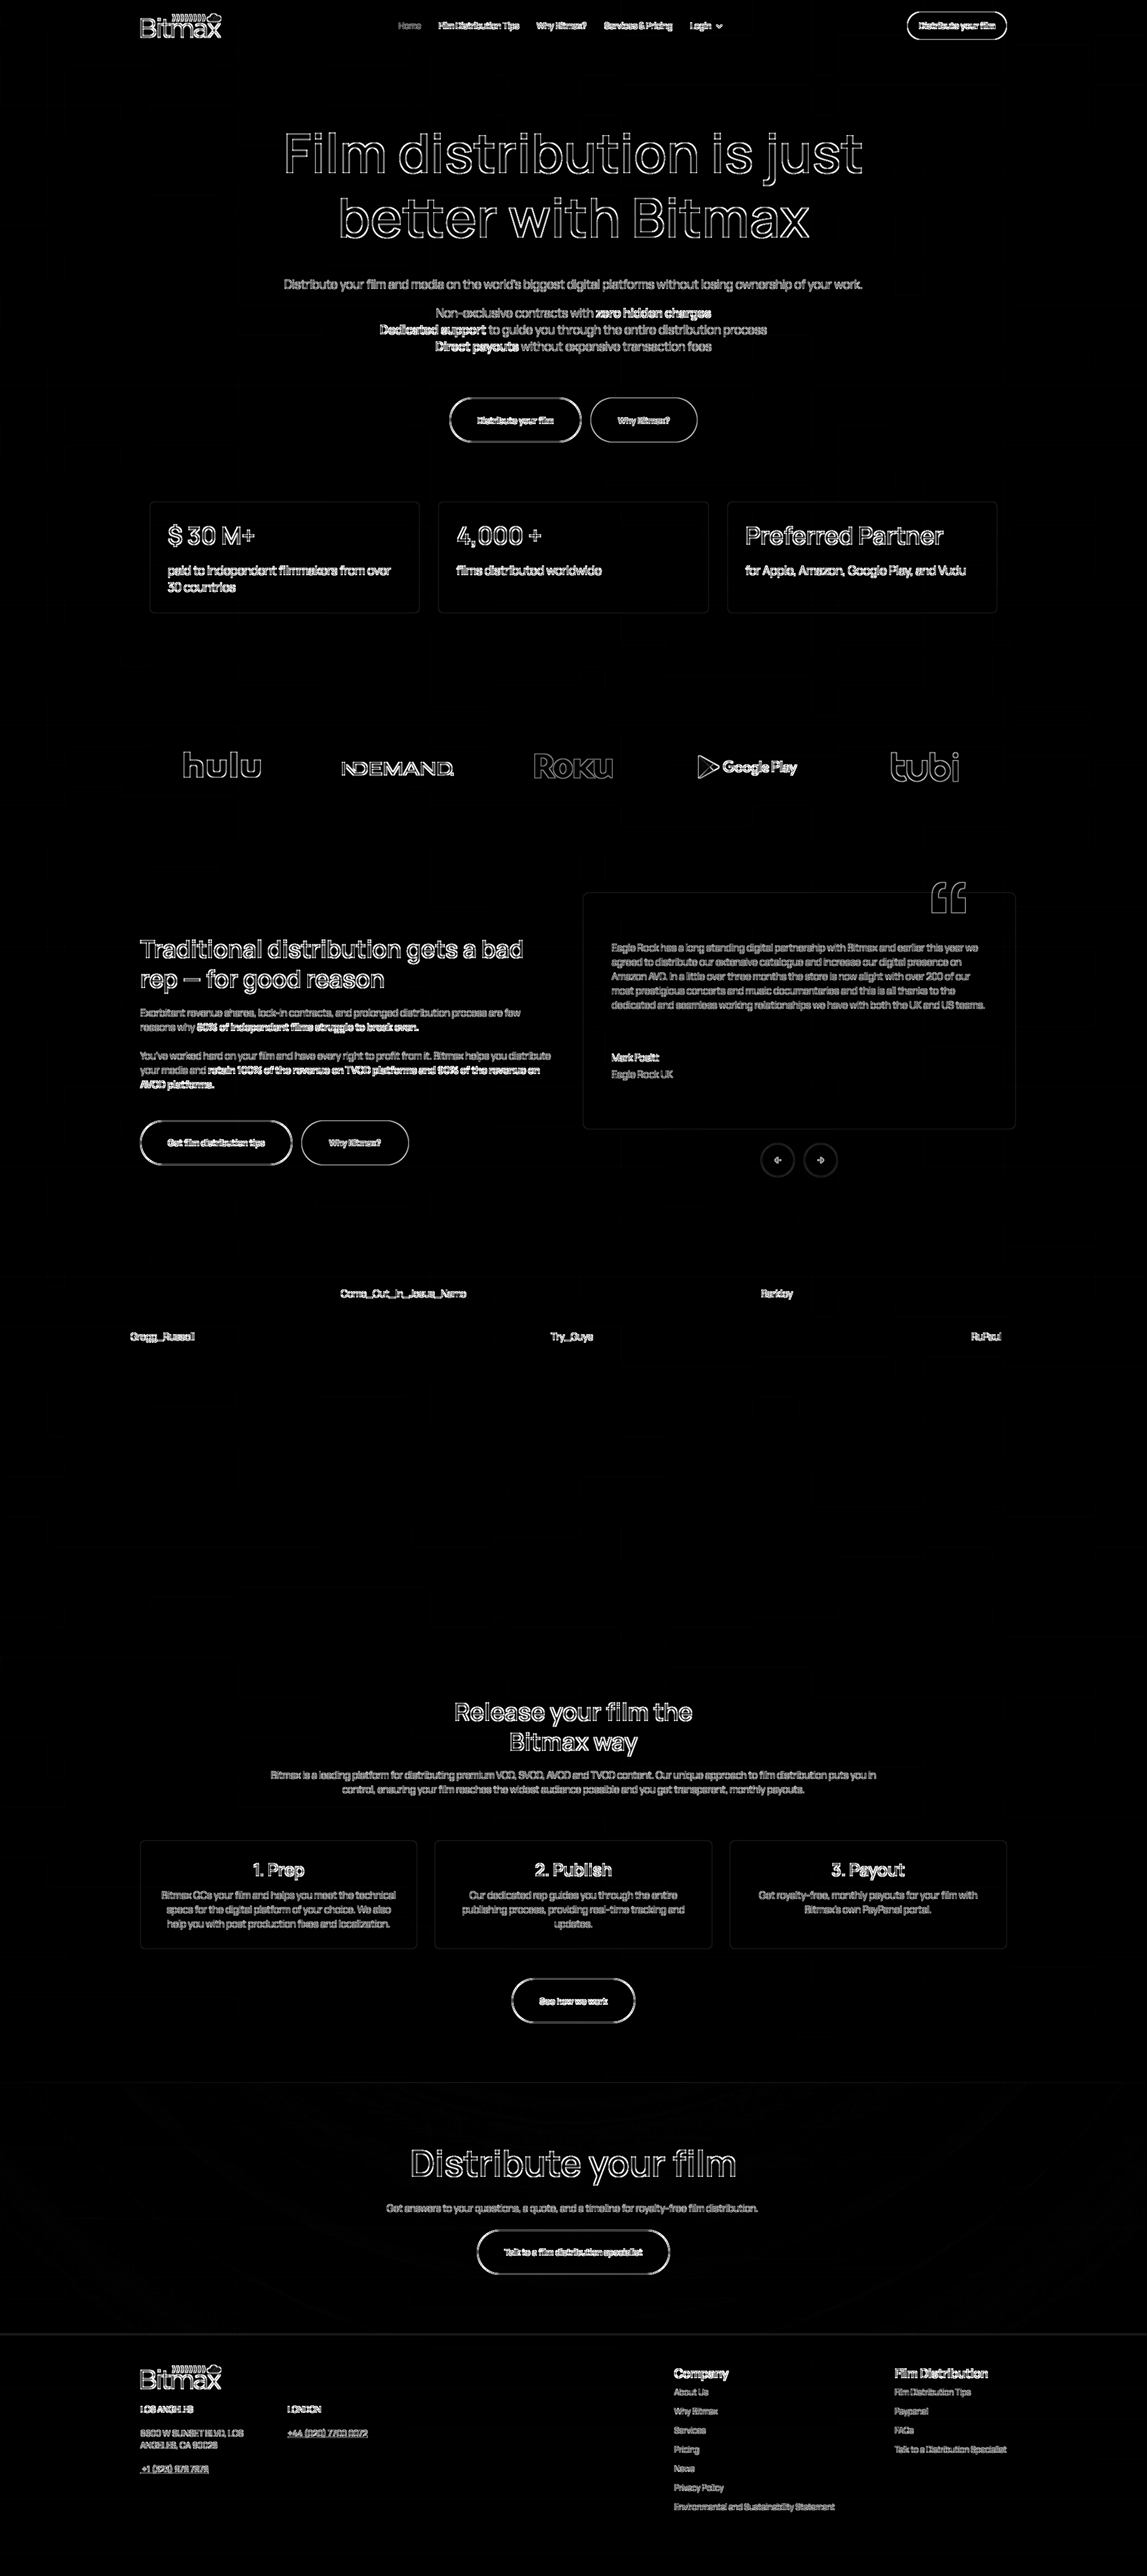 Bitmax
Home
Film Distribution Tips
Why Bitmax?
Services & Pricing
Login
Distribute your film
Film distribution is just
better with Bitmax
Distribute your film and media on the world's biggest digital platforms without losing ownership of your work.
Non-exclusive contracts with zero hidden charges
Dedicated support to guide you through the entire distribution process
Direct payouts without expensive transaction fees
Distribute your film
Why Bitmax?
$ 30 M+
paid to independent filmmakers from over
30 countries
4,000 +
films distributed worldwide
Preferred Partner
for Apple, Amazon, Google Play, and Vudu
hulu
INDEMAND
Roku
Google Play
tubi
Traditional distribution gets a bad
rep — for good reason
Exorbitant revenue shares, lock-in contracts, and prolonged distribution process are few
reasons why 80% of independent films struggle to break even.
You've worked hard on your film and have every right to profit from it. Bitmax helps you distribute
your media and retain 100% of the revenue on TVOD platforms and 90% of the revenue on
AVOD platforms.
Get film distribution tips
Why Bitmax?
“
Eagle Rock has a long standing digital partnership with Bitmax and earlier this year we
agreed to distribute our extensive catalogue and increase our digital presence on
Amazon AVD. In a little over three months the store is now alight with over 200 of our
most prestigious concerts and music documentaries and this is all thanks to the
dedicated and seamless working relationships we have with both the UK and US teams.
Mark
Eagle Rock UK
Come_Out_In_Jesus_Name
Barkley
Gregg_Russell
Try_Guys
RuPaul
Release your film the
Bitmax way
Bitmax is a leading platform for distributing premium VOD, SVOD, AVOD and TVOD content. Our unique approach to film distribution puts you in
control, ensuring your film reaches the widest audience possible and you get transparent, monthly payouts.
1. Prep
Bitmax QCs your film and helps you meet the technical
specs for the digital platform of your choice. We also
help you with post production fixes and localization.
2. Publish
Our dedicated rep guides you through the entire
publishing process, providing real-time tracking and
updates.
3. Payout
Get royalty-free, monthly payouts for your film with
Bitmax's own PayPanel portal.
See how we work
Distribute your film
Get answers to your questions, a quote, and a timeline for royalty-free film distribution.
Talk to a film distribution specialist
Bitmax
LOS ANGELES
W SUNSET BLVD, LOS
ANGELES, CA 90028
LONDON
+44 (020) 7703 0072
Company
About Us
Why Bitmax
Services
Pricing
News
Privacy Policy
Environmental and Sustainability Statement
Film Distribution
Film Distribution Tips
Paypanel
FAQs
Talk to a Distribution Specialist